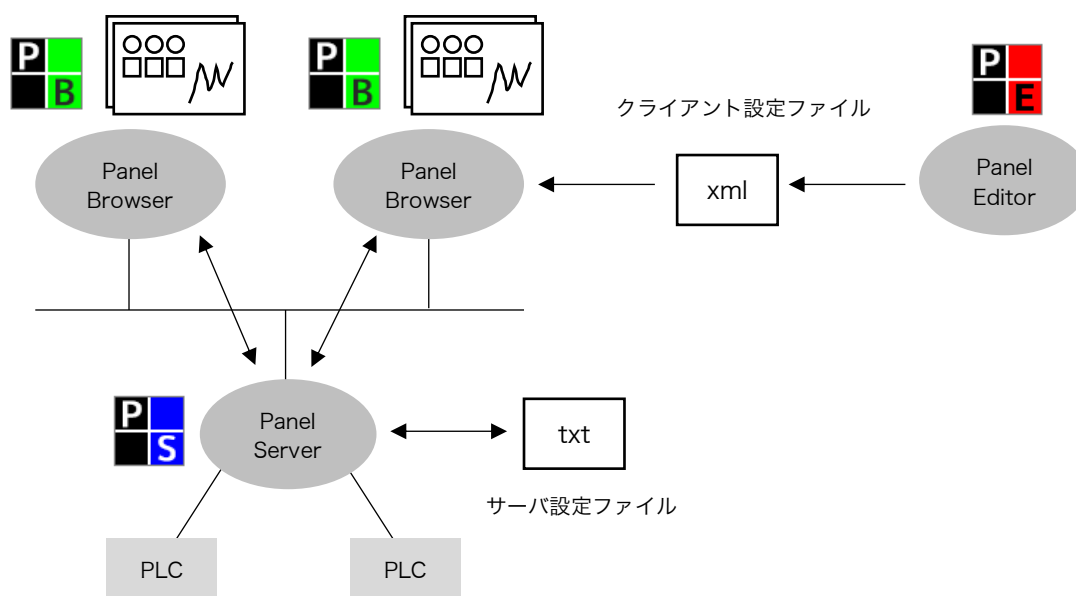 P
B
P
B
P
E
クライアント設定ファイル
Panel
Browser
Panel
Browser
xml
Panel
Editor
P
S
Panel
Server
txt
サーバ設定ファイル
PLC
PLC